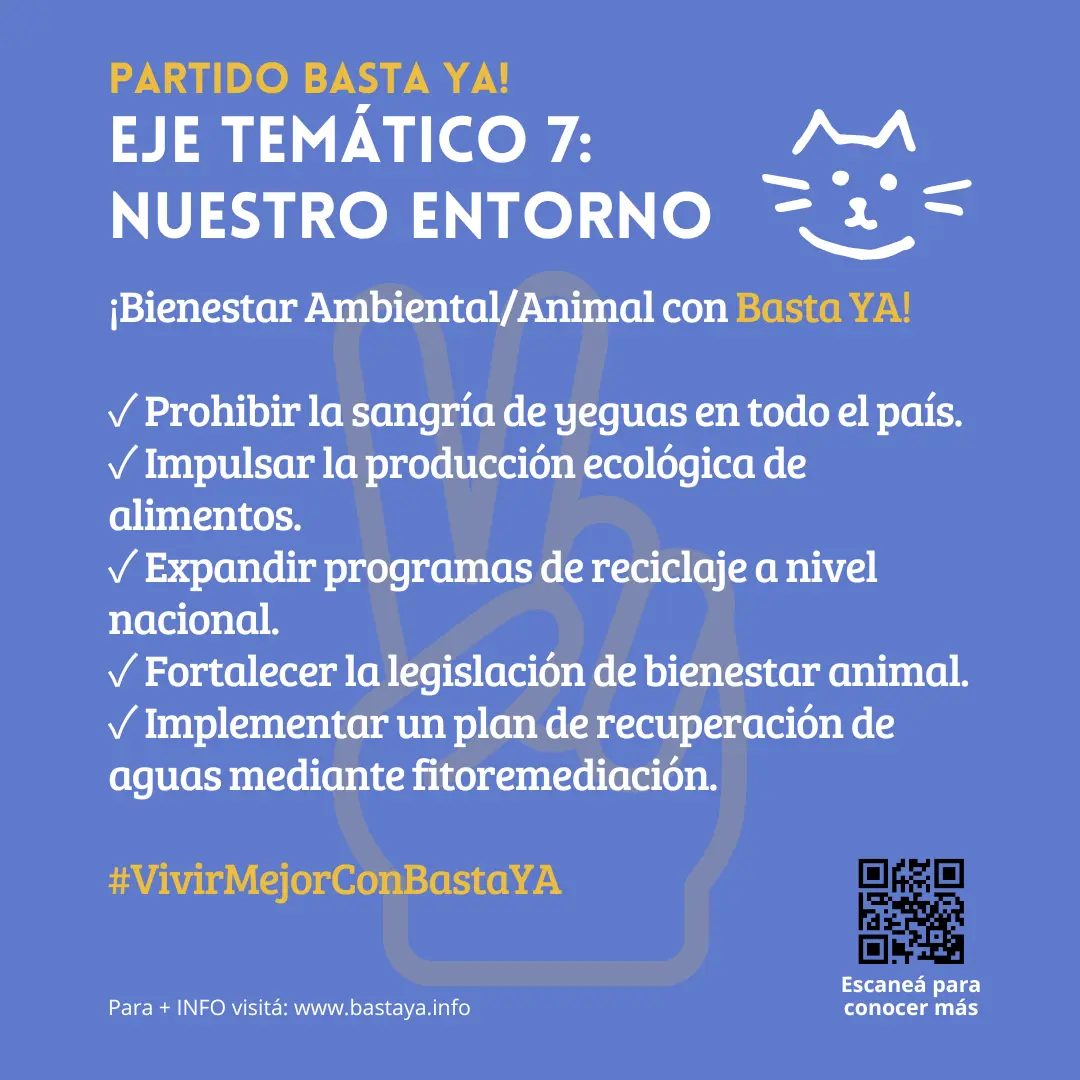 PARTIDO BASTA YA!
EJE TEMÁTICO 7:
NUESTRO ENTORNO
¡Bienestar Ambiental/Animal con Basta YA!
✓ Prohibir la sangría de yeguas en todo el país.
✓ Impulsar la producción ecológica de
alimentos.
✓ Expandir programas de reciclaje a nivel
nacional.
✓ Fortalecer la legislación de bienestar animal.
✓ Implementar un plan de recuperación de
aguas mediante fitoremediación.
#VivirMejorConBastaYA
Escaneá para
conocer más
Para + INFO visitá: www.bastaya.info